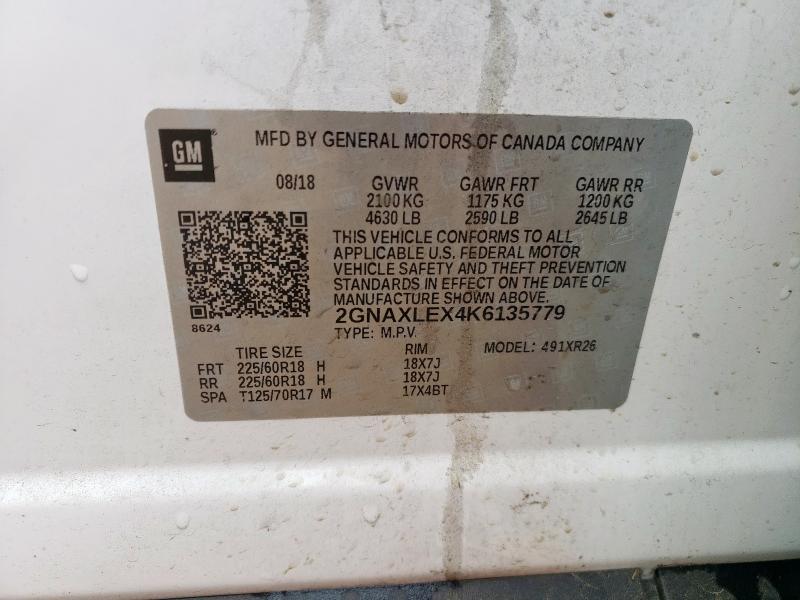 GM
MFD BY GENERAL MOTORS OF CANADA COMPANY
08/18 GVWR GAWR FRT GAWR RR
2100 KG 1175 KG 1200 KG
4630 LB 2590 LB 2645 LB
THIS VEHICLE CONFORMS TO ALL
APPLICABLE U.S. FEDERAL MOTOR
VEHICLE SAFETY AND THEFT PREVENTION
STANDARDS IN EFFECT ON THE DATE OF
MANUFACTURE SHOWN ABOVE.
2GNAXLEX4K6135779
8624
TYPE: M.P.V.
TIRE SIZE RIM MODEL: 491XR26
FRT 225/60R18 H 18X7J
RR 225/60R18 H 18X7J
SPA T125/70R17 M 17X4BT